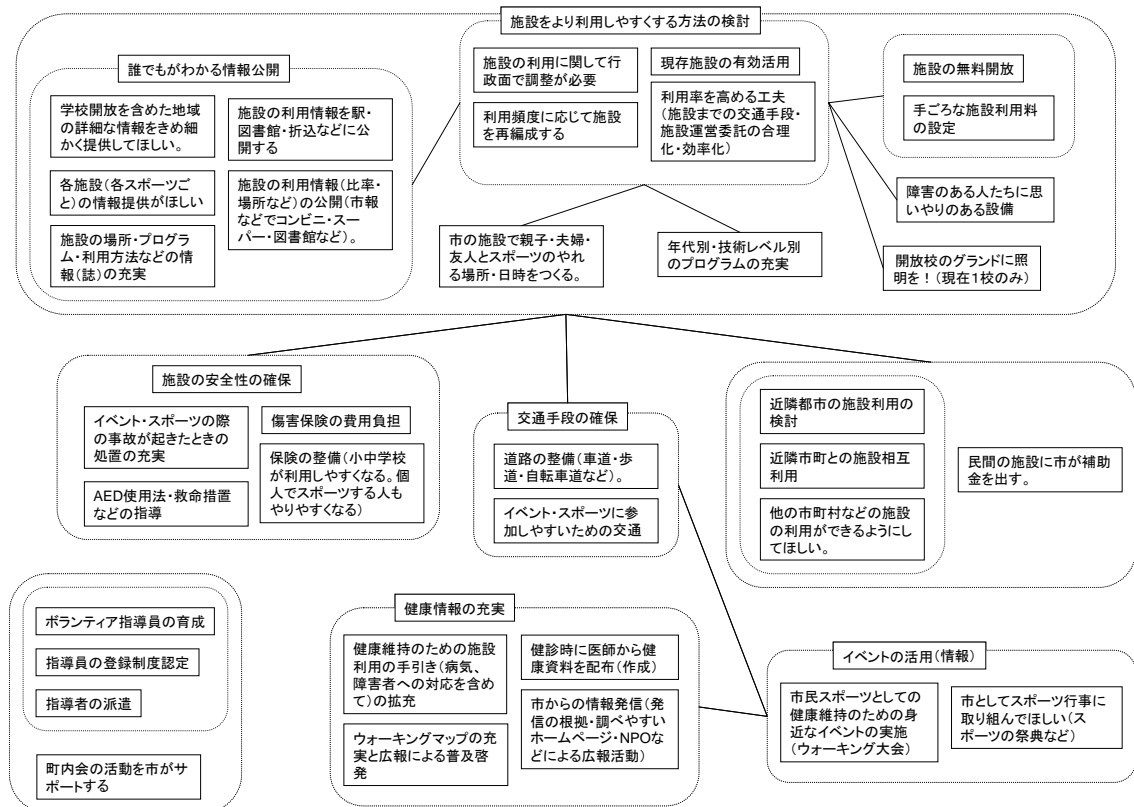 施設をより利用しやすくする方法の検討
誰でもがわかる情報公開
学校開放を含めた地域
の詳細な情報をきめ細
かく提供してほしい。
施設の利用情報を駅・
図書館・折込などに公
開する
各施設(各スポーツご
と)の情報提供がほしい
施設の利用情報(比率・
場所など)の公開(市報
などでコンビニ・スー
パー・図書館など)。
施設の場所・プログラ
ム・利用方法などの情
報(誌)の充実
施設の利用に関して行
政面で調整が必要
現存施設の有効活用
利用頻度に応じて施設
を再編成する
利用率を高める工夫
(施設までの交通手段・
施設運営委託の合理
化・効率化)
施設の無料開放
手ごろな施設利用料
の設定
障害のある人たちに思
いやりのある設備
開放校のグランドに照
明を!(現在1校のみ)
市の施設で親子・夫婦・
友人とスポーツのやれ
る場所・日時をつくる。
年代別・技術レベル別
のプログラムの充実
施設の安全性の確保
イベント・スポーツの際
の事故が起きたときの
処置の充実
傷害保険の費用負担
AED使用法・救命措置
などの指導
保険の整備(小中学校
が利用しやすくなる。個
人でスポーツする人も
やりやすくなる)
交通手段の確保
道路の整備(車道・歩
道・自転車道など)。
イベント・スポーツに参
加しやすいための交通
近隣都市の施設利用の
検討
近隣市町との施設相互
利用
他の市町村などの施設
の利用ができるようにし
てほしい。
民間の施設に市が補助
金を出す。
ボランティア指導員の育成
指導員の登録制度認定
指導者の派遣
町内会の活動を市がサ
ポートする
健康情報の充実
健康維持のための施設
利用の手引き(病気、
障害者への対応を含め
て)の拡充
健診時に医師から健
康資料を配布(作成)
ウォーキングマップの充
実と広報による普及啓
発
市からの情報発信(発
信の根拠・調べやすい
ホームページ・NPOな
どによる広報活動)
イベントの活用(情報)
市民スポーツとしての
健康維持のための身
近なイベントの実施
(ウォーキング大会)
市としてスポーツ行事に
取り組んでほしい(ス
ポーツの祭典など)